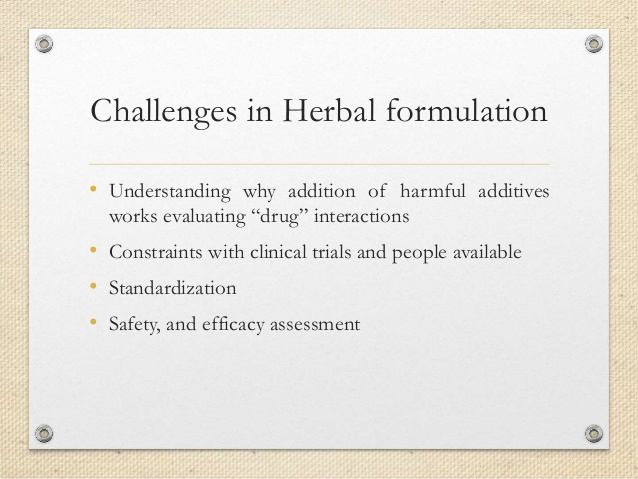 Challenges in Herbal formulation
• Understanding why addition of harmful additives
works evaluating “drug” interactions
• Constraints with clinical trials and people available
• Standardization
• Safety, and efficacy assessment